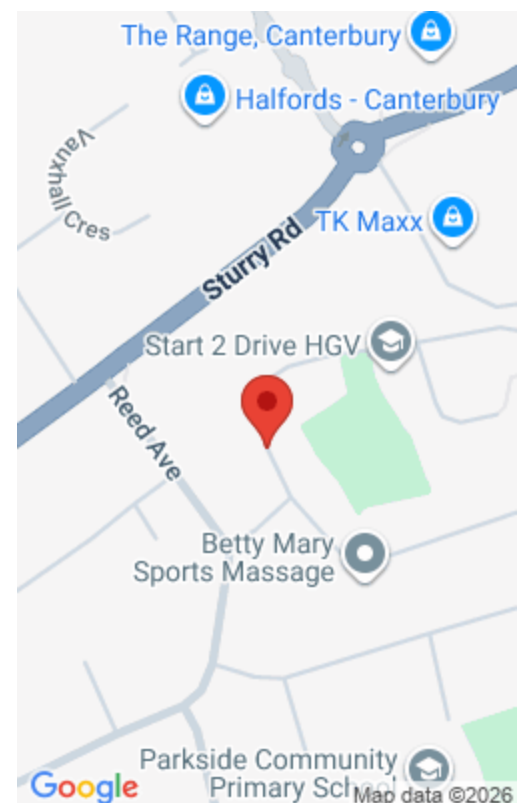 The Range, Canterbury
Halfords - Canterbury
Vauxhall Cres
TK Maxx
Sturry Rd
Start 2 Drive HGV
Reed Ave
Betty Mary
Sports Massage
Parkside Community
Primary School
Google
Map data ©2026